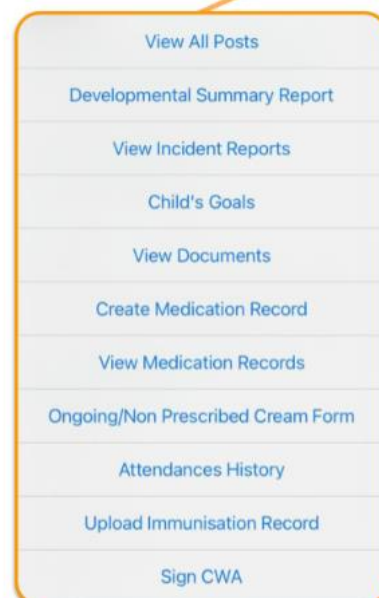 View All Posts
Developmental Summary Report
View Incident Reports
Child's Goals
View Documents
Create Medication Record
View Medication Records
Ongoing/Non Prescribed Cream Form
Attendances History
Upload Immunisation Record
Sign CWA